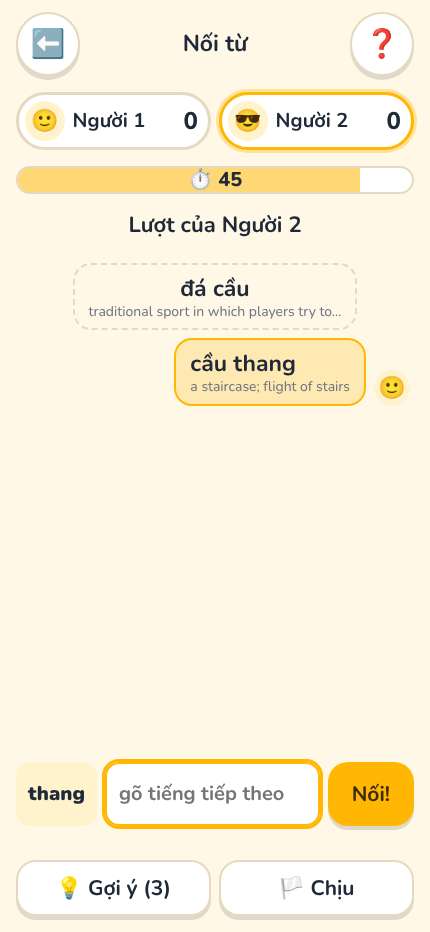 Nối từ
Người 1 0
Người 2 0
45
Lượt của Người 2
đá cầu
traditional sport in which players try to...
cầu thang
a staircase; flight of stairs
thang
gõ tiếng tiếp theo
Nối!
Gợi ý (3)
Chịu